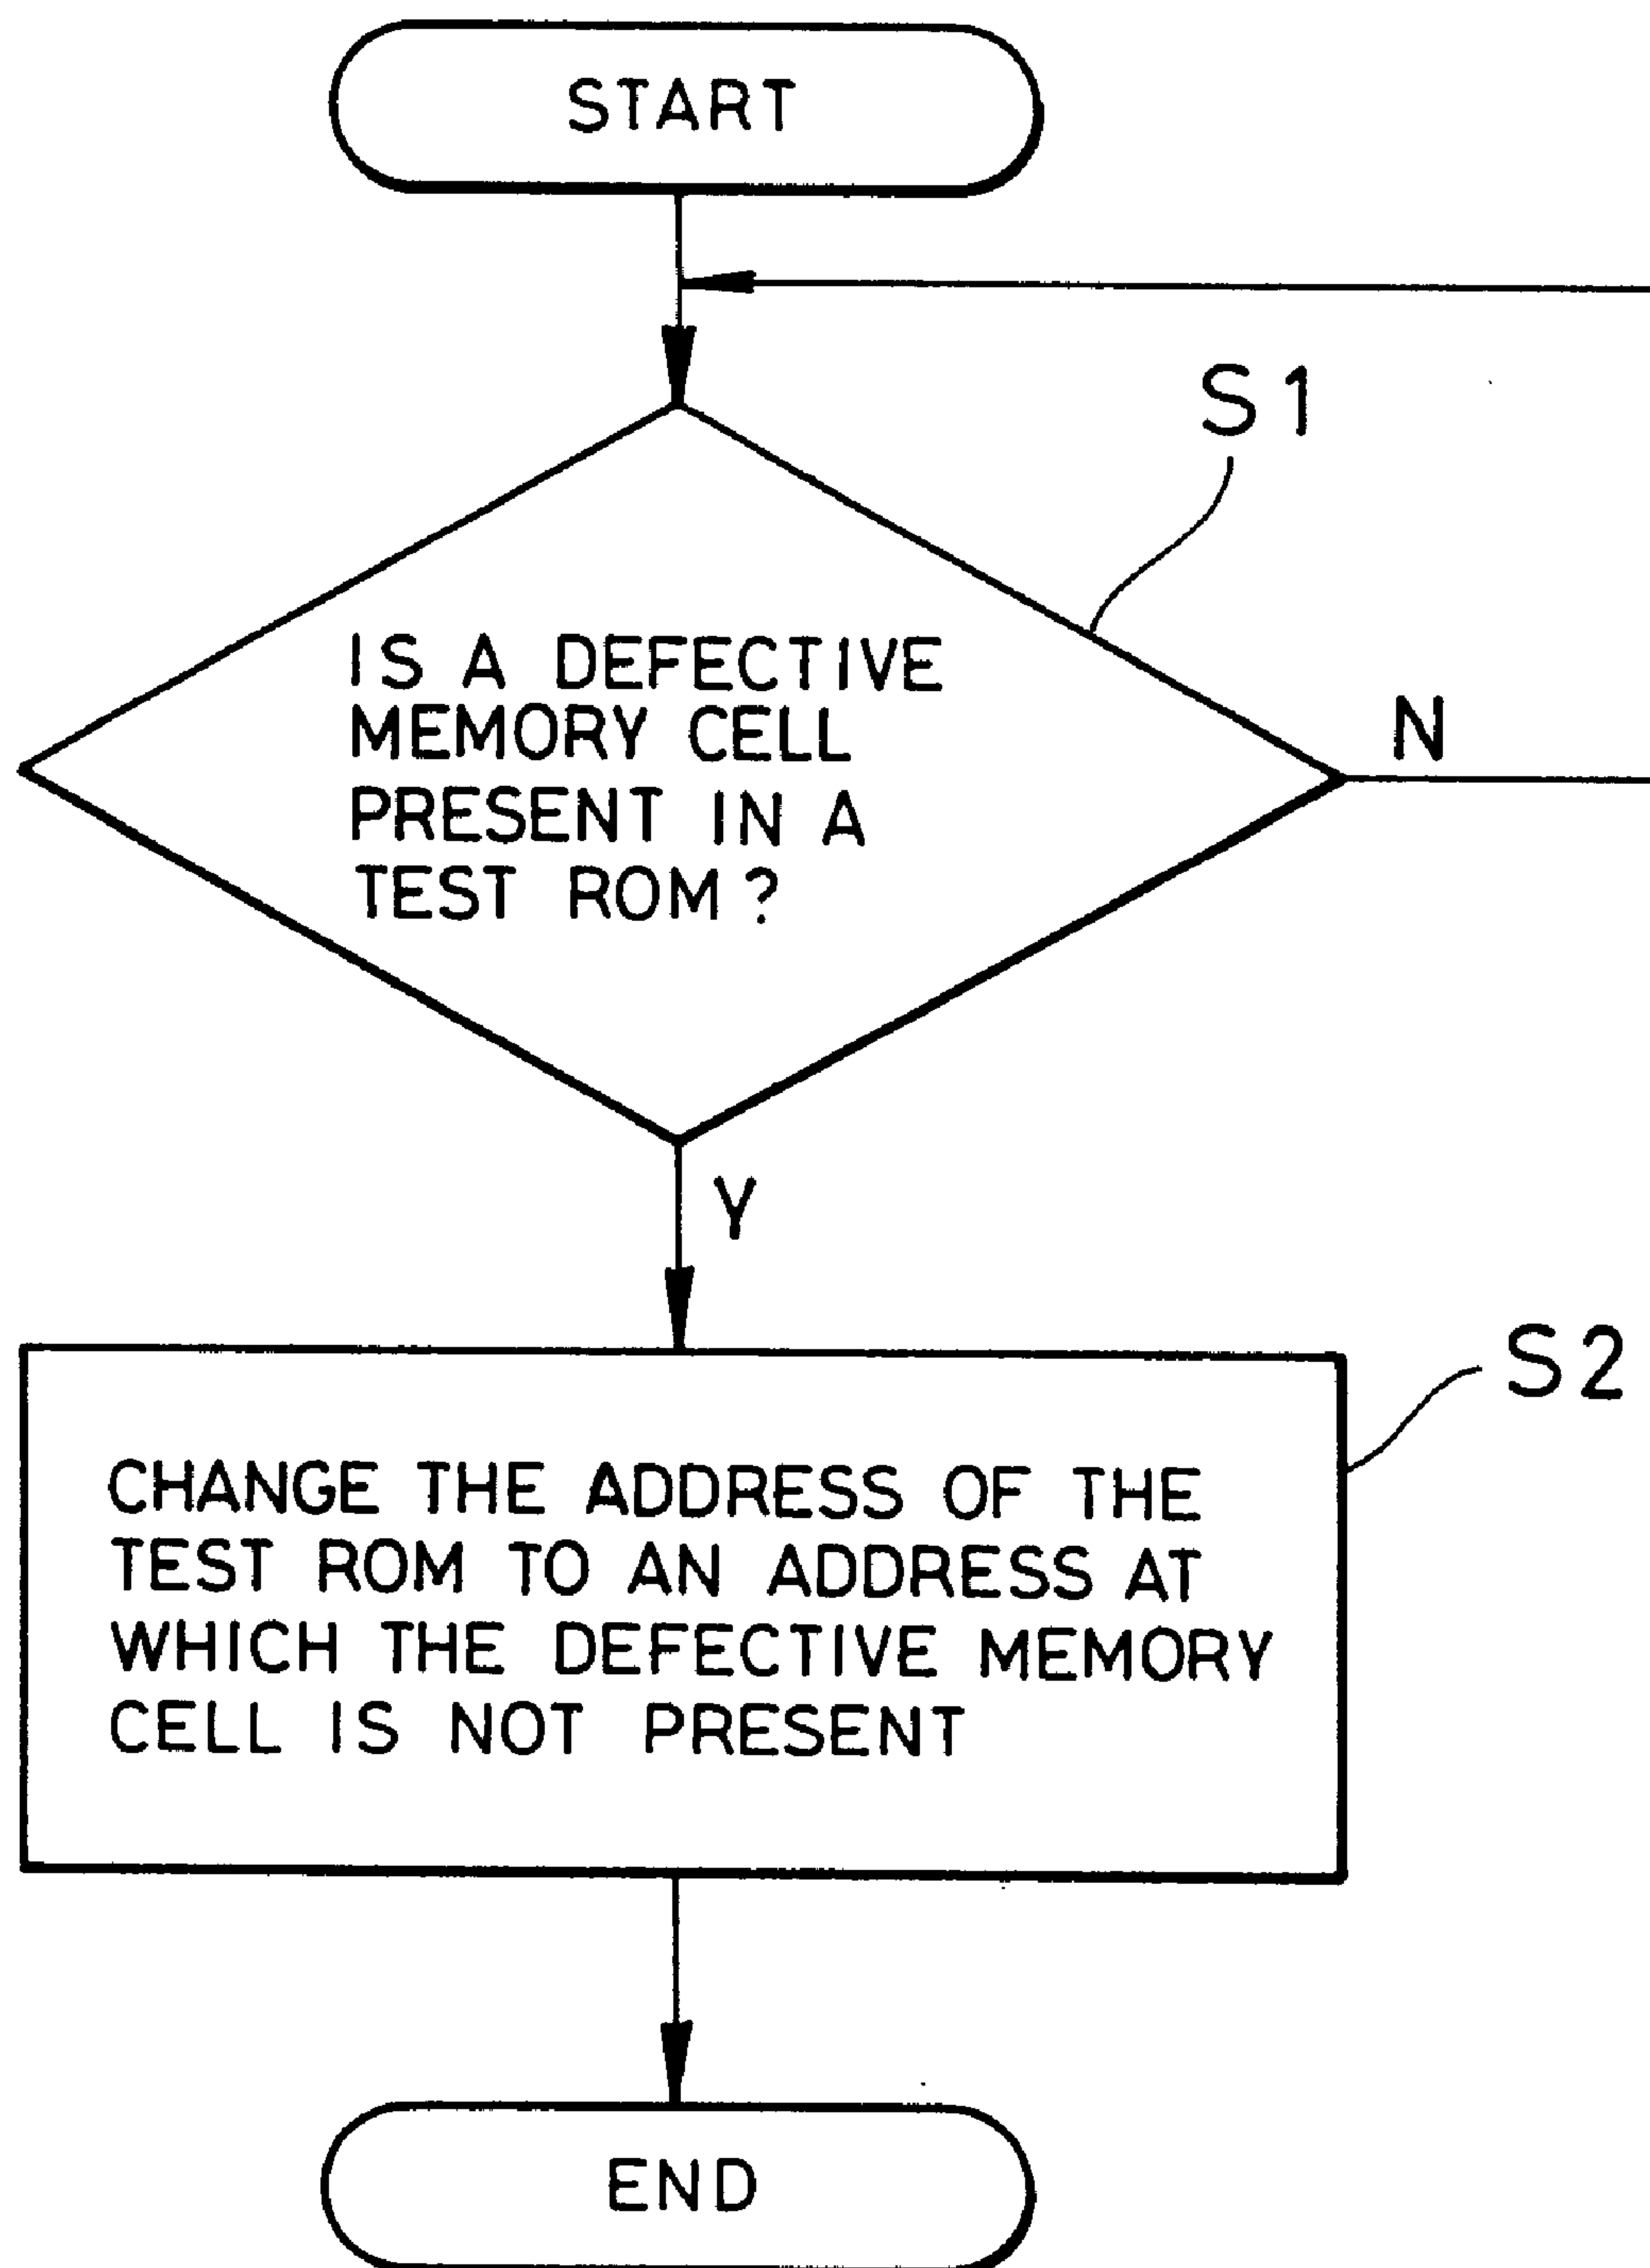 START
S1
IS A DEFECTIVE
MEMORY CELL
PRESENT IN A
TEST ROM?
N
Y
S2
CHANGE THE ADDRESS OF THE
TEST ROM TO AN ADDRESS AT
WHICH THE DEFECTIVE MEMORY
CELL IS NOT PRESENT
END